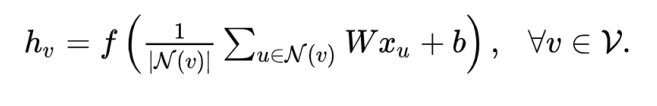 $h_v = f\left(\frac{1}{|\mathcal{N}(v)|} \sum_{u \in \mathcal{N}(v)} W x_u + b\right), \quad \forall v \in \mathcal{V}.$